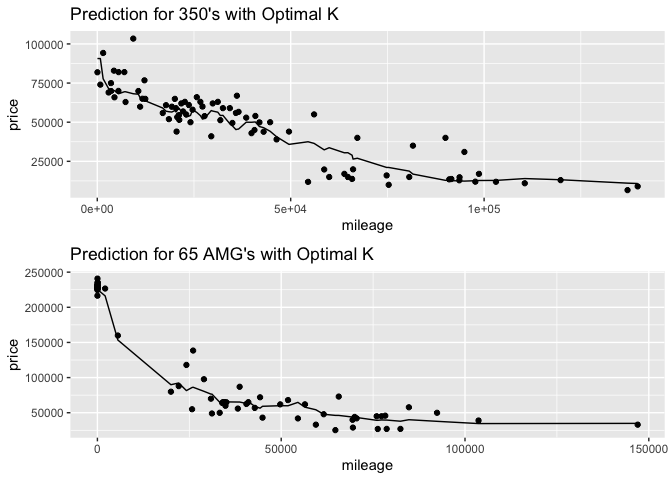 Prediction for 350's with Optimal K
100000
75000
50000
25000
price
0e+00
5e+04
1e+05
mileage
Prediction for 65 AMG's with Optimal K
250000
200000
150000
100000
50000
price
0
50000
100000
150000
mileage